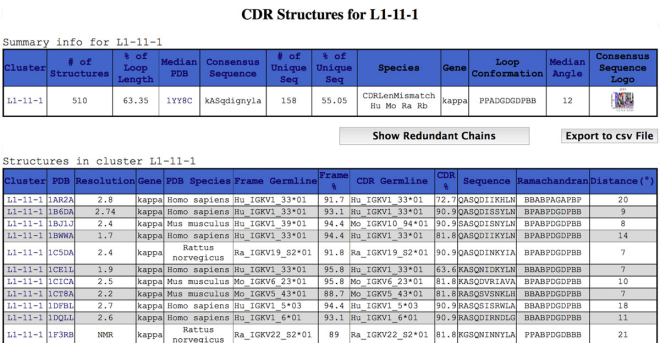 CDR Structures for L1-11-1
Summary info for L1-11-1
Cluster # of Structures % of Loop Length Median PDB Consensus Sequence # of Unique Seq % of Unique Seq Species Gene Loop Conformation Median Angle Consensus Sequence Logo
L1-11-1 510 63.35 1YY8C kASqdignyla 158 55.05 CDRLenMismatch Hu Mo Ra Rb kappa PPADGDGDPBB 12
Show Redundant Chains Export to csv File
Structures in cluster L1-11-1
Cluster PDB Resolution Gene PDB Species Frame Germline Frame % CDR Germline CDR % Sequence Ramachandran Distance(°)
L1-11-1 1AR2A 2.8 kappa Homo sapiens Hu_IGKV1_33*01 91.7 Hu_IGKV1_33*01 72.7 QASQDIIKHLN BBABPAGAPBP 20
L1-11-1 1B6DA 2.74 kappa Homo sapiens Hu_IGKV1_33*01 93.1 Hu_IGKV1_33*01 90.9 QASQDISSYLN BBABPDGDPBB 9
L1-11-1 1BJ1J 2.4 kappa Mus musculus Hu_IGKV1_39*01 94.4 Mo_IGKV10_94*01 90.9 SASQDISNYLN BPABPDGDPBB 8
L1-11-1 1BWWA 1.7 kappa Homo sapiens Hu_IGKV1_33*01 94.4 Hu_IGKV1_33*01 81.8 QASQDIIKYLN BBABPDGDPBB 14
L1-11-1 1C5DA 2.4 kappa Rattus norvegicus Ra_IGKV19_S2*01 91.8 Ra_IGKV19_S2*01 90.9 QASQDINKYIA BPABPDGDPBB 7
L1-11-1 1CE1L 1.9 kappa Homo sapiens Hu_IGKV1_33*01 95.8 Hu_IGKV1_33*01 63.6 KASQNIDKYLN BPABPDGDPBB 7
L1-11-1 1CICA 2.5 kappa Mus musculus Mo_IGKV6_23*01 95.8 Mo_IGKV6_23*01 81.8 KASQDVRIAVA BPABPDGDPBB 10
L1-11-1 1CT8A 2.2 kappa Mus musculus Mo_IGKV5_43*01 88.7 Mo_IGKV5_43*01 81.8 RASQSVSNKLH BBABPDGDPBB 7
L1-11-1 1DFBL 2.7 kappa Homo sapiens Hu_IGKV1_5*03 94.4 Hu_IGKV1_5*03 90.9 RASQSISRWLA BBABPDGDPBB 18
L1-11-1 1DQLL 2.6 kappa Homo sapiens Hu_IGKV1_6*01 93.1 Hu_IGKV1_6*01 90.9 RASQDIRNDLG BBABPDGDPBB 11
L1-11-1 1F3RB NMR kappa Rattus norvegicus Ra_IGKV22_S2*01 89 Ra_IGKV22_S2*01 81.8 KGSQNINNYLA PPABPDGDPBB 21